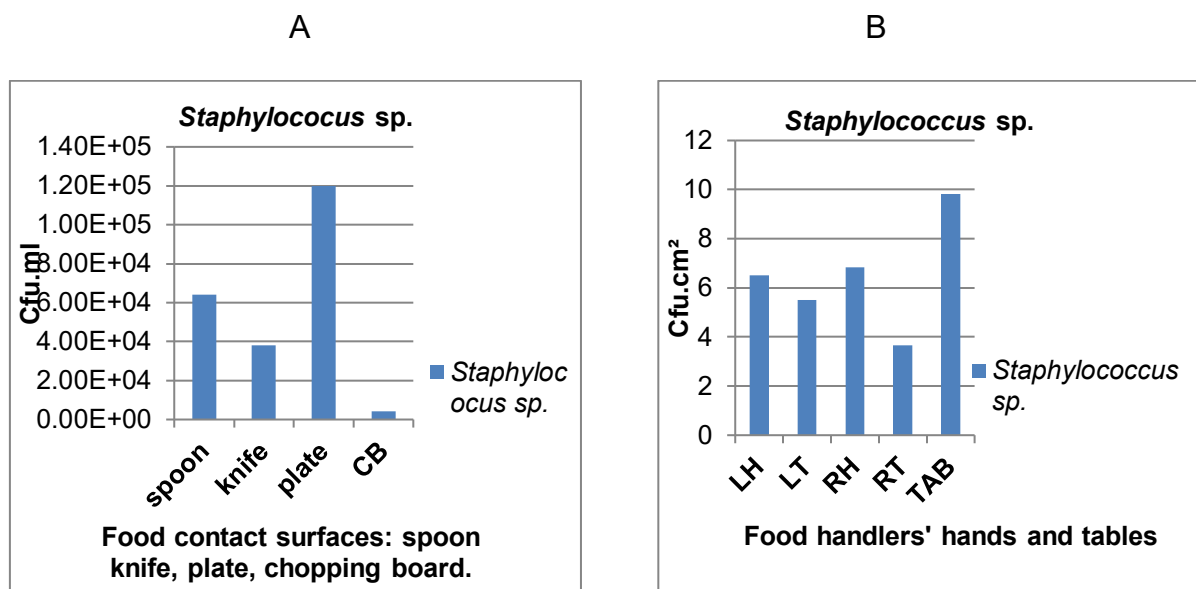 A
Staphylococus sp.
1.40E+05
1.20E+05
1.00E+05
8.00E+04
6.00E+04
4.00E+04
2.00E+04
0.00E+00
Cfu.ml
spoon
knife
plate
CB
Staphyloc
ocus sp.
Food contact surfaces: spoon
knife, plate, chopping board.
B
Staphylococcus sp.
12
10
8
6
4
2
0
Cfu.cm²
LH
LT
RH
RT
TAB
Staphylococcus
sp.
Food handlers' hands and tables